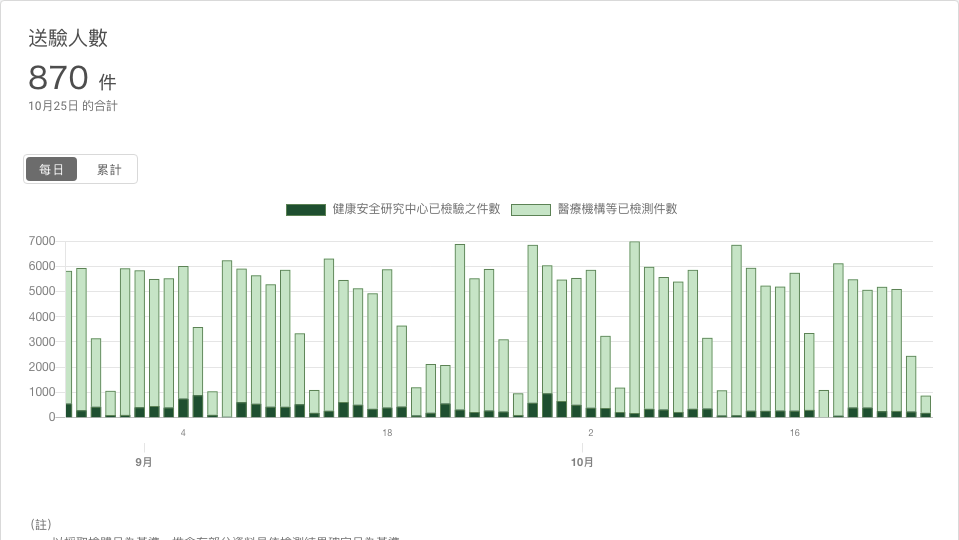 送驗人數
870 件
10月25日 的合計
每日 累計
健康安全研究中心已檢驗之件數 醫療機構等已檢測件數
7000
6000
5000
4000
3000
2000
1000
0
4 18 2 16
9月 10月
（註）